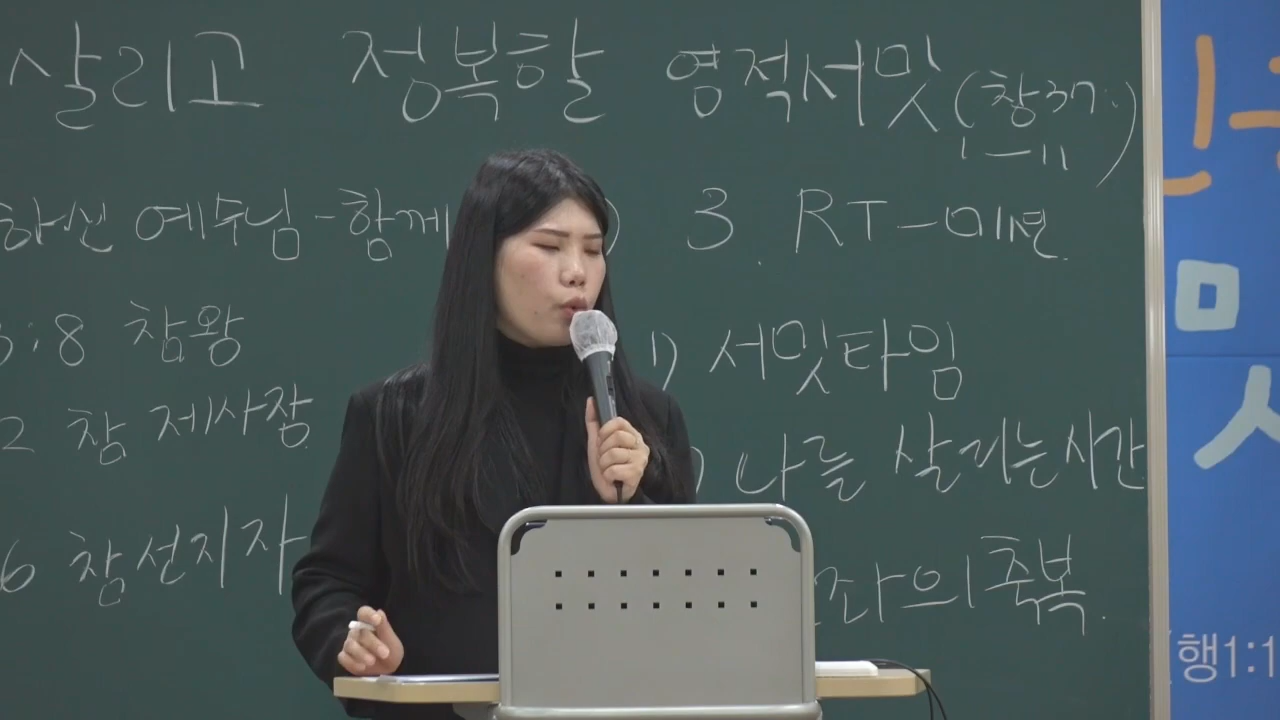 살리고 정복할 영적서밋(창37:
1-11)
하신 예수님-함께 ) 3. RT-미션.
:8 참왕
1) 서밋타임
2 참 제사장
) 나를 살리는시간
6 참선지자
좌의축복.
행1:1